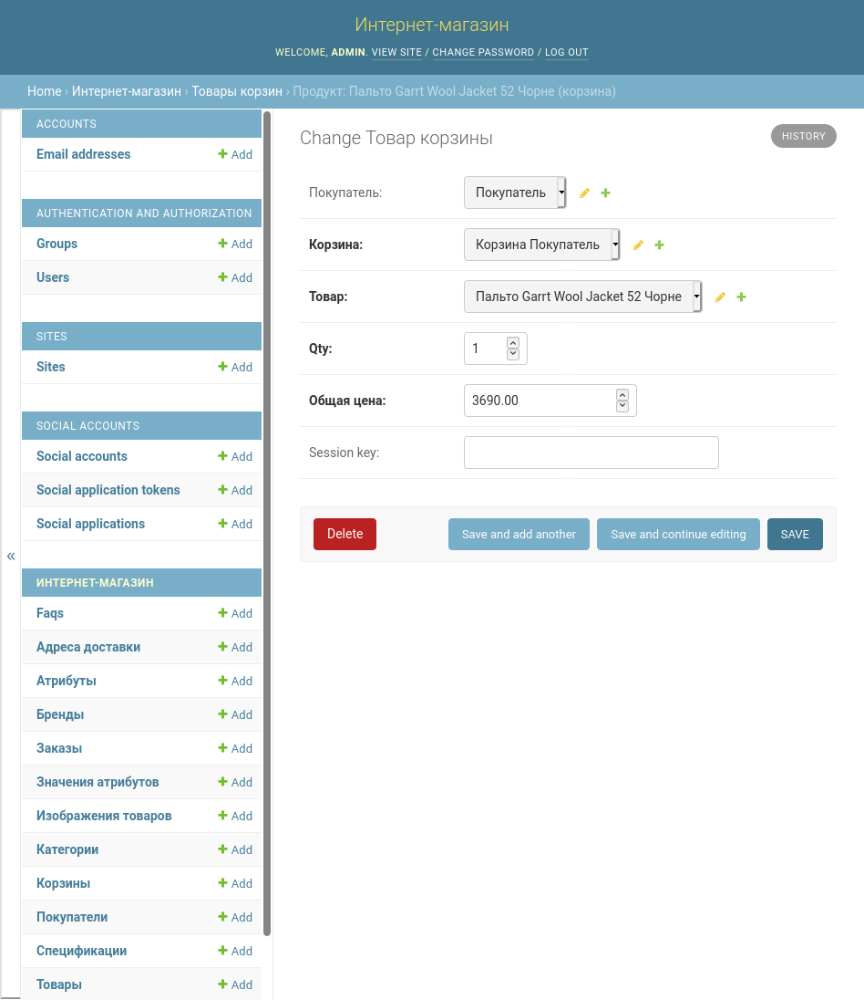 Интернет-магазин
WELCOME, ADMIN. VIEW SITE / CHANGE PASSWORD / LOG OUT
Home › Интернет-магазин › Товары корзин › Продукт: Пальто Garrt Wool Jacket 52 Чорне (корзина)
«
ACCOUNTS
Email addresses Add
AUTHENTICATION AND AUTHORIZATION
Groups Add
Users Add
SITES
Sites Add
SOCIAL ACCOUNTS
Social accounts Add
Social application tokens Add
Social applications Add
ИНТЕРНЕТ-МАГАЗИН
Faqs Add
Адреса доставки Add
Атрибуты Add
Бренды Add
Заказы Add
Значения атрибутов Add
Изображения товаров Add
Категории Add
Корзины Add
Покупатели Add
Спецификации Add
Товары Add
Change Товар корзины
HISTORY
Покупатель: Покупатель
Корзина: Корзина Покупатель
Товар: Пальто Garrt Wool Jacket 52 Чорне
Qty: 1
Общая цена: 3690.00
Session key:
Delete Save and add another Save and continue editing SAVE